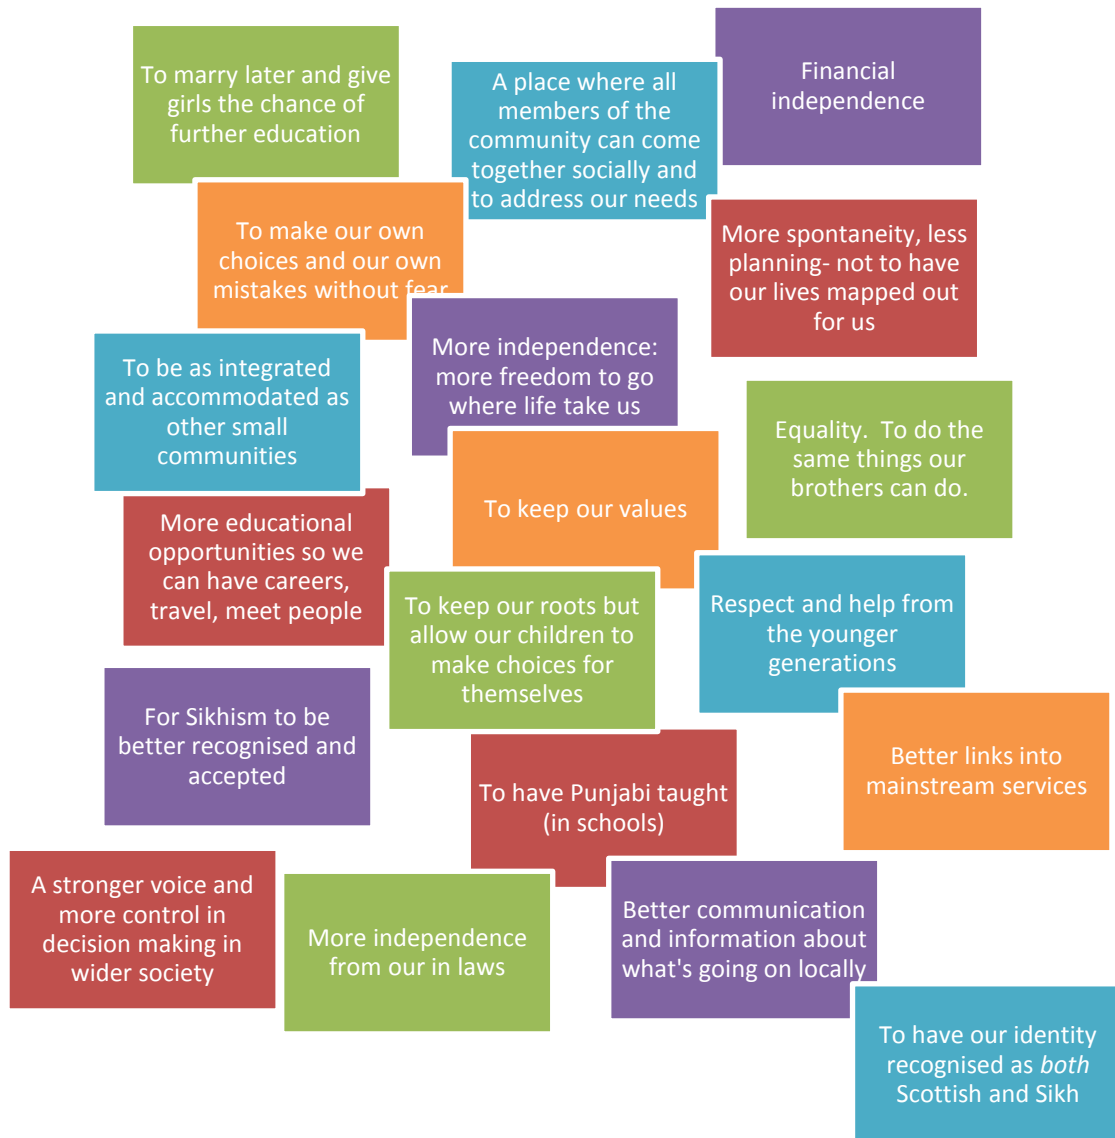 To marry later and give
girls the chance of
further education
A place where all
members of the
community can come
together socially and
to address our needs
Financial
independence
To make our own
choices and our own
mistakes without fear
More spontaneity, less
planning- not to have
our lives mapped out
for us
To be as integrated
and accommodated as
other small
communities
More independence:
more freedom to go
where life take us
Equality.  To do the
same things our
brothers can do.
To keep our values
More educational
opportunities so we
can have careers,
travel, meet people
To keep our roots but
allow our children to
make choices for
themselves
Respect and help from
the younger
generations
For Sikhism to be
better recognised and
accepted
Better links into
mainstream services
To have Punjabi taught
(in schools)
A stronger voice and
more control in
decision making in
wider society
More independence
from our in laws
Better communication
and information about
what's going on locally
To have our identity
recognised as both
Scottish and Sikh